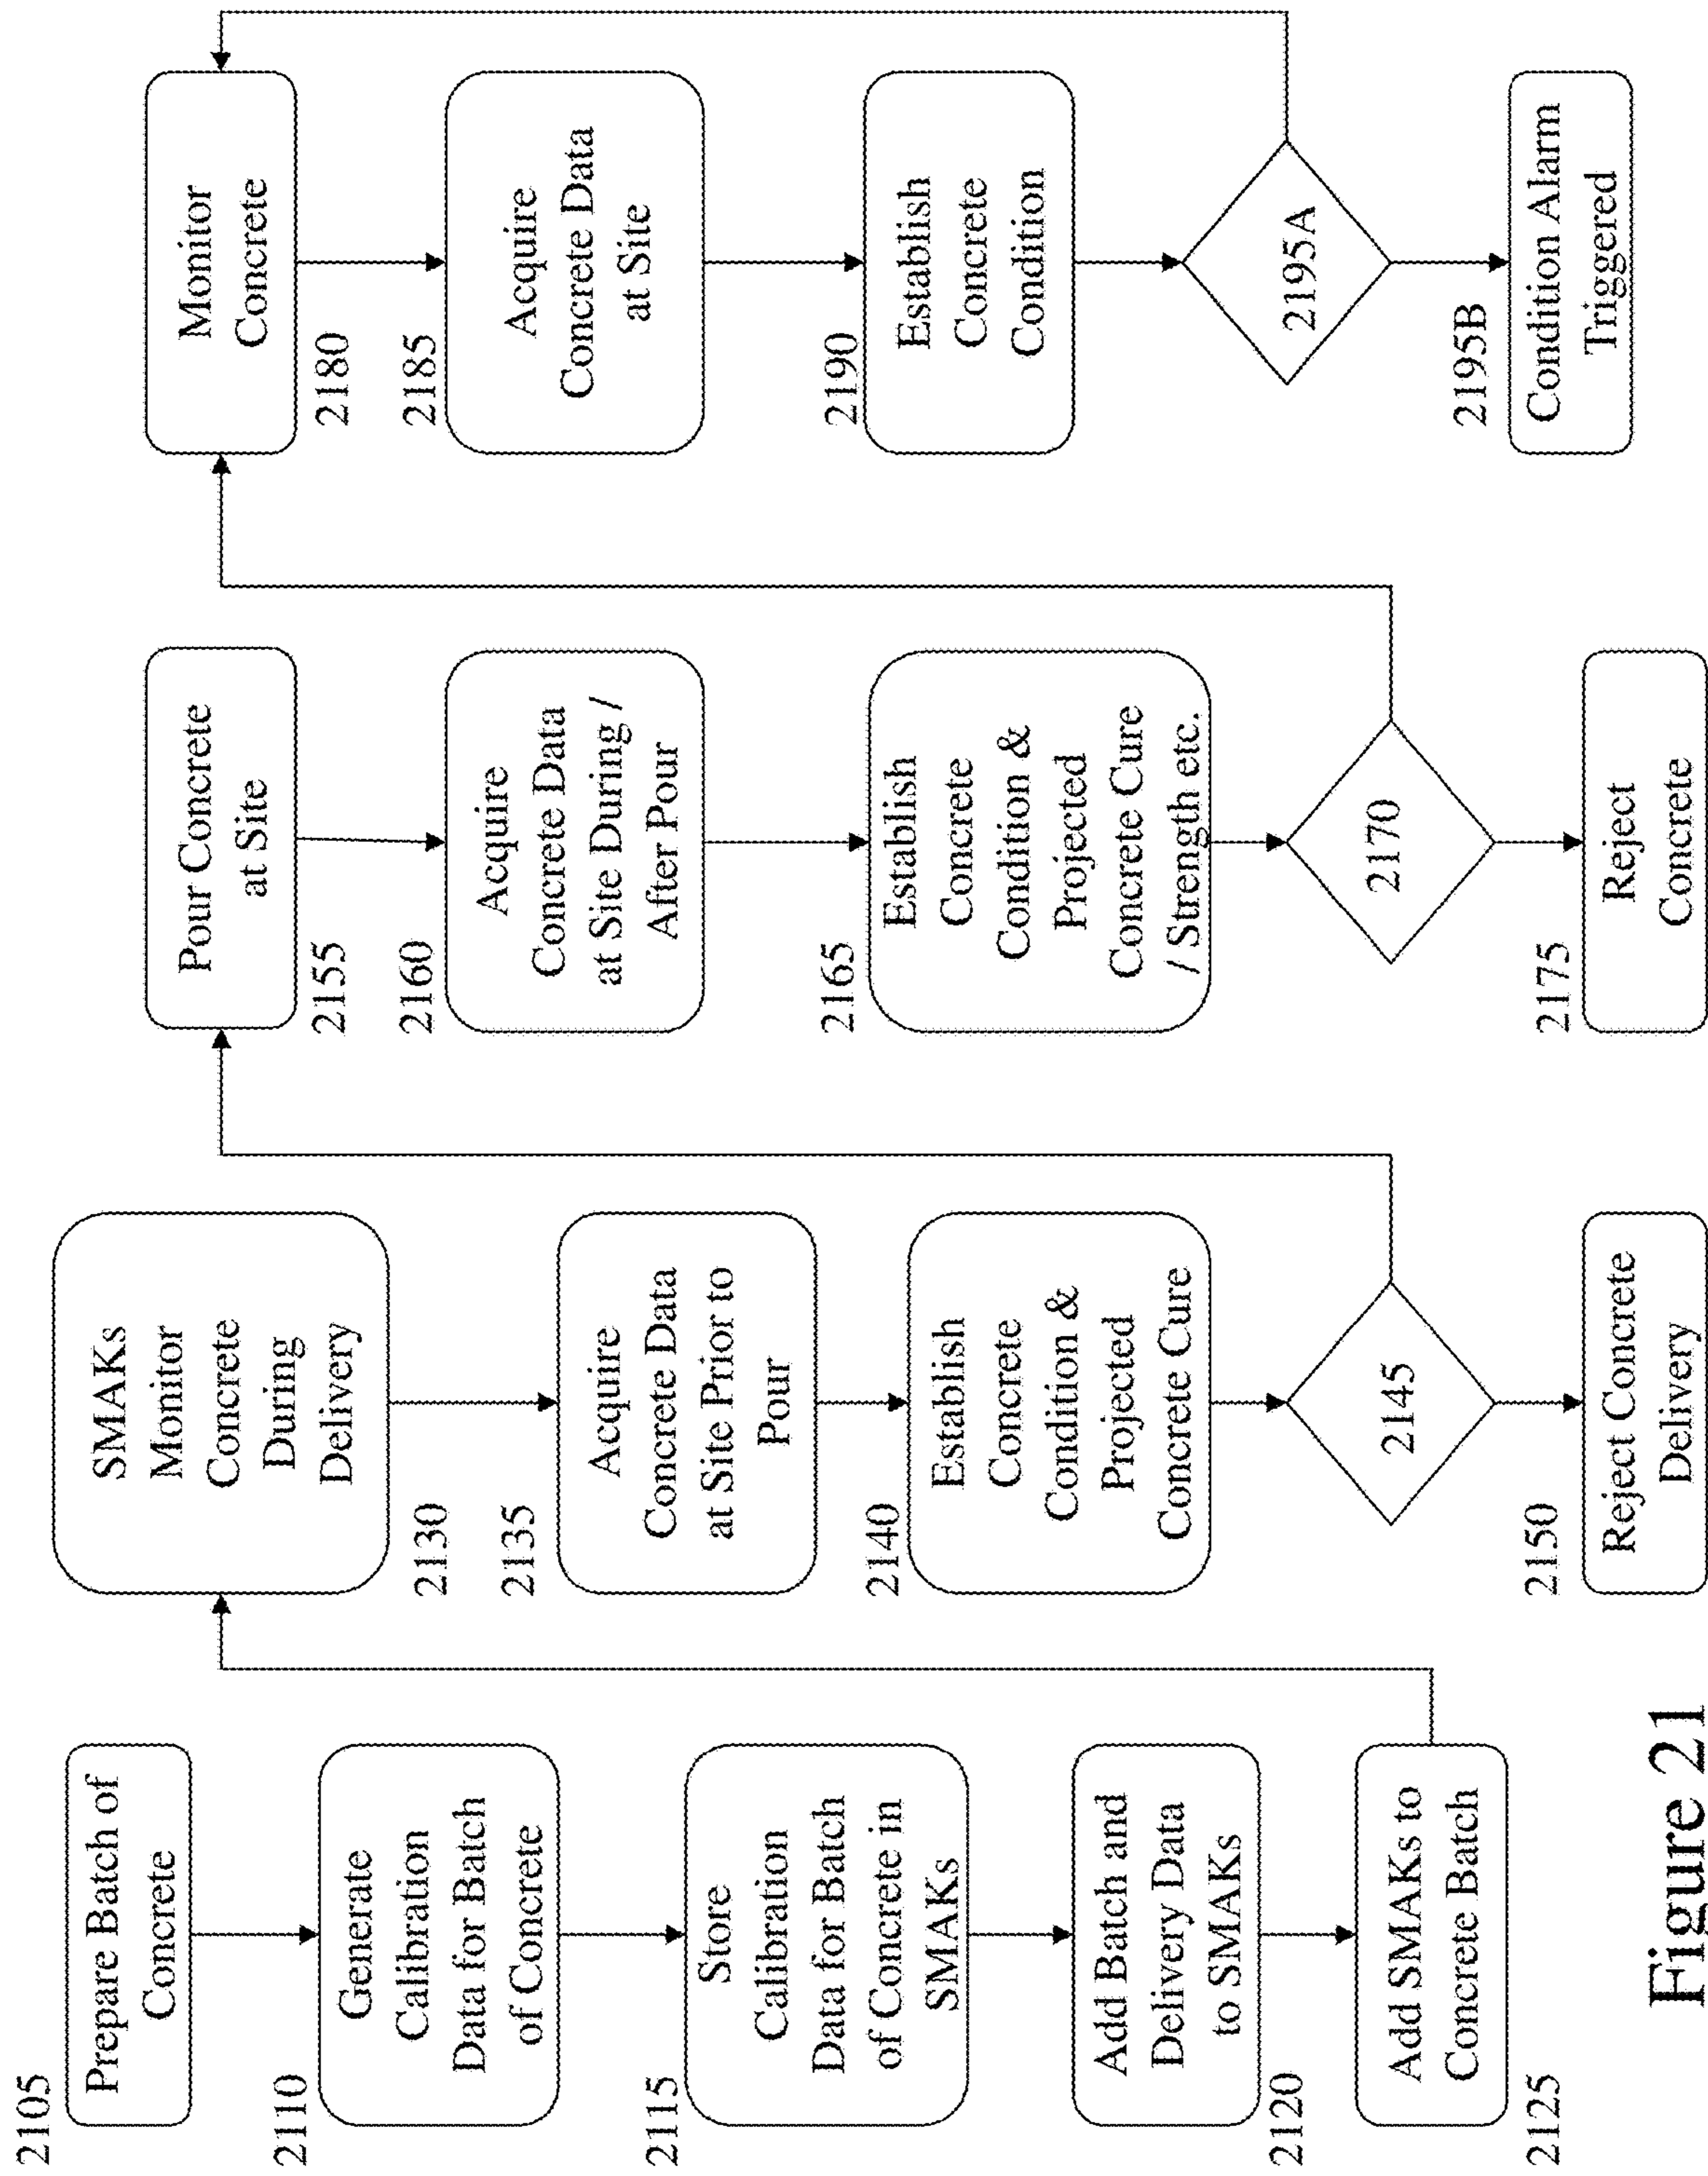 2105
Prepare Batch of
Concrete
2110
Generate
Calibration
Data for Batch
of Concrete
2115
Store
Calibration
Data for Batch
of Concrete in
SMAKs
Add Batch and
Delivery Data
to SMAKs
2120
Add SMAKs to
Concrete Batch
2125
SMAKs
Monitor
Concrete
During
Delivery
2130
2135
Acquire
Concrete Data
at Site Prior to
Pour
2140
Establish
Concrete
Condition &
Projected
Concrete Cure
2145
2150
Reject Concrete
Delivery
Pour Concrete
at Site
2155
2160
Acquire
Concrete Data
at Site During /
After Pour
2165
Establish
Concrete
Condition &
Projected
Concrete Cure
/ Strength etc.
2170
2175
Reject
Concrete
Monitor
Concrete
2180
2185
Acquire
Concrete Data
at Site
2190
Establish
Concrete
Condition
2195A
2195B
Condition Alarm
Triggered
Figure 21